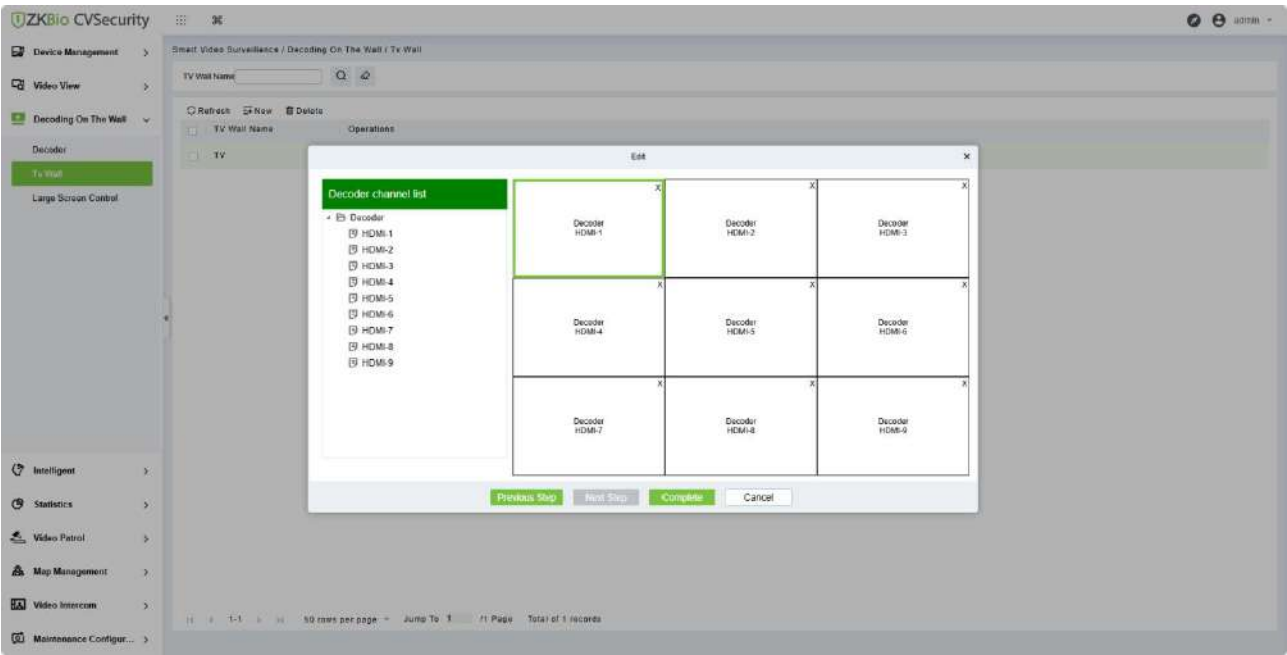 ZKBio CVSecurity
admin
Device Management
Video View
Decoding On The Wall
Decoder
Tv Wall
Large Screen Control
Intelligent
Statistics
Video Patrol
Map Management
Video Intercom
Maintenance Configur...
Smart Video Surveillance / Decoding On The Wall / Tv Wall
TV Wall Name
Refresh New Delete
TV Wall Name Operations
TV
Edit x
Decoder channel list
Decoder
HDMI-1
HDMI-2
HDMI-3
HDMI-4
HDMI-5
HDMI-6
HDMI-7
HDMI-8
HDMI-9
X X X
Decoder Decoder Decoder
HDMI-1 HDMI-2 HDMI-3
X X X
Decoder Decoder Decoder
HDMI-4 HDMI-5 HDMI-6
X X X
Decoder Decoder Decoder
HDMI-7 HDMI-8 HDMI-9
Previous Step Next Step Complete Cancel
1-1 50 rows per page Jump To 1 /1 Page Total of 1 records